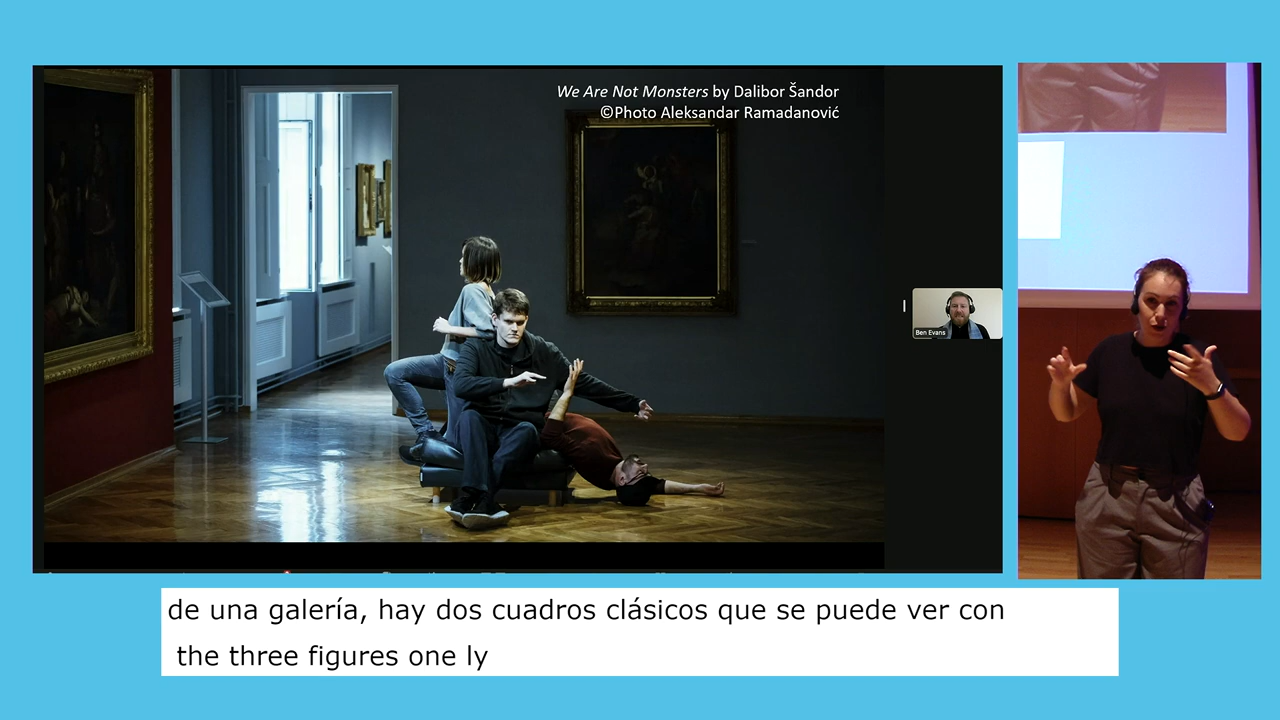 We Are Not Monsters by Dalibor Šandor
©Photo Aleksandar Ramadanović
Ben Evans
de una galería, hay dos cuadros clásicos que se puede ver con
the three figures one ly